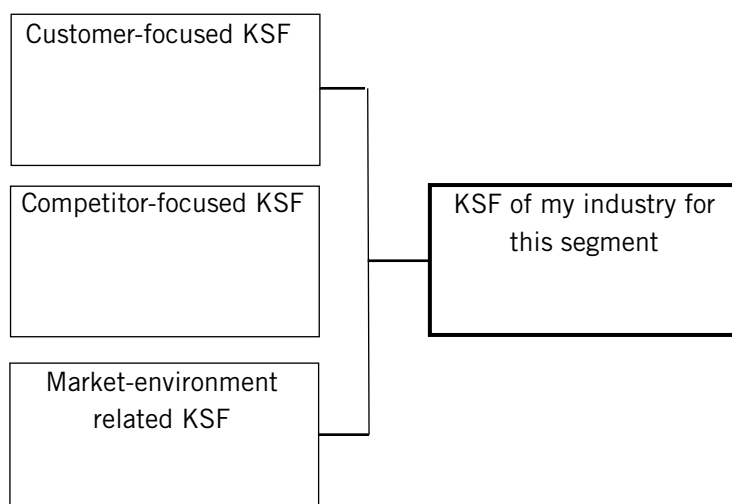 Customer-focused KSF
Competitor-focused KSF
Market-environment
related KSF
KSF of my industry for
this segment